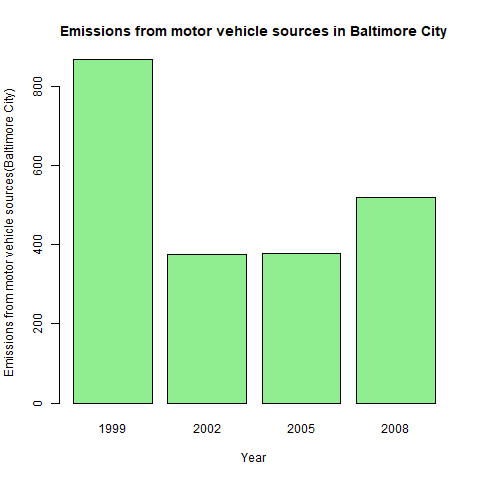 Emissions from motor vehicle sources in Baltimore City
Emissions from motor vehicle sources(Baltimore City)
800
600
400
200
0
1999 2002 2005 2008
Year